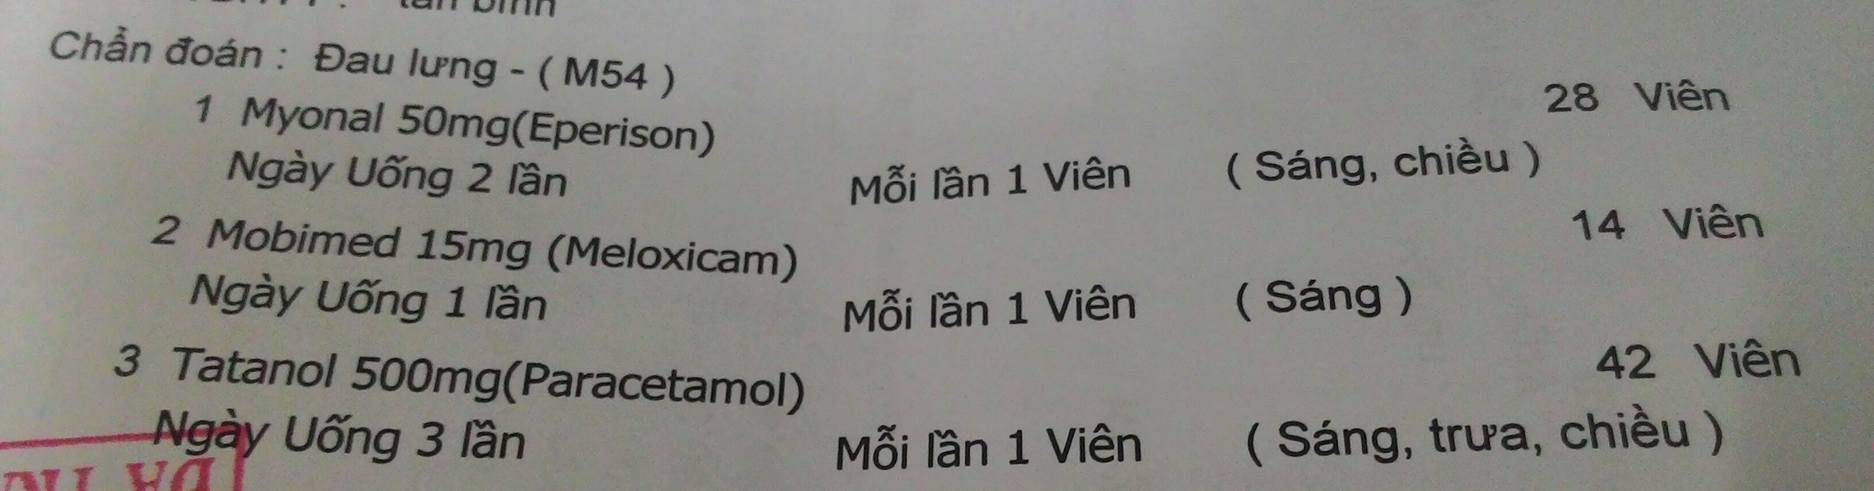 tân bình
Chẩn đoán : Đau lưng - ( M54 )
1 Myonal 50mg(Eperison) 28 Viên
Ngày Uống 2 lần Mỗi lần 1 Viên ( Sáng, chiều )
2 Mobimed 15mg (Meloxicam) 14 Viên
Ngày Uống 1 lần Mỗi lần 1 Viên ( Sáng )
3 Tatanol 500mg(Paracetamol) 42 Viên
Ngày Uống 3 lần Mỗi lần 1 Viên ( Sáng, trưa, chiều )